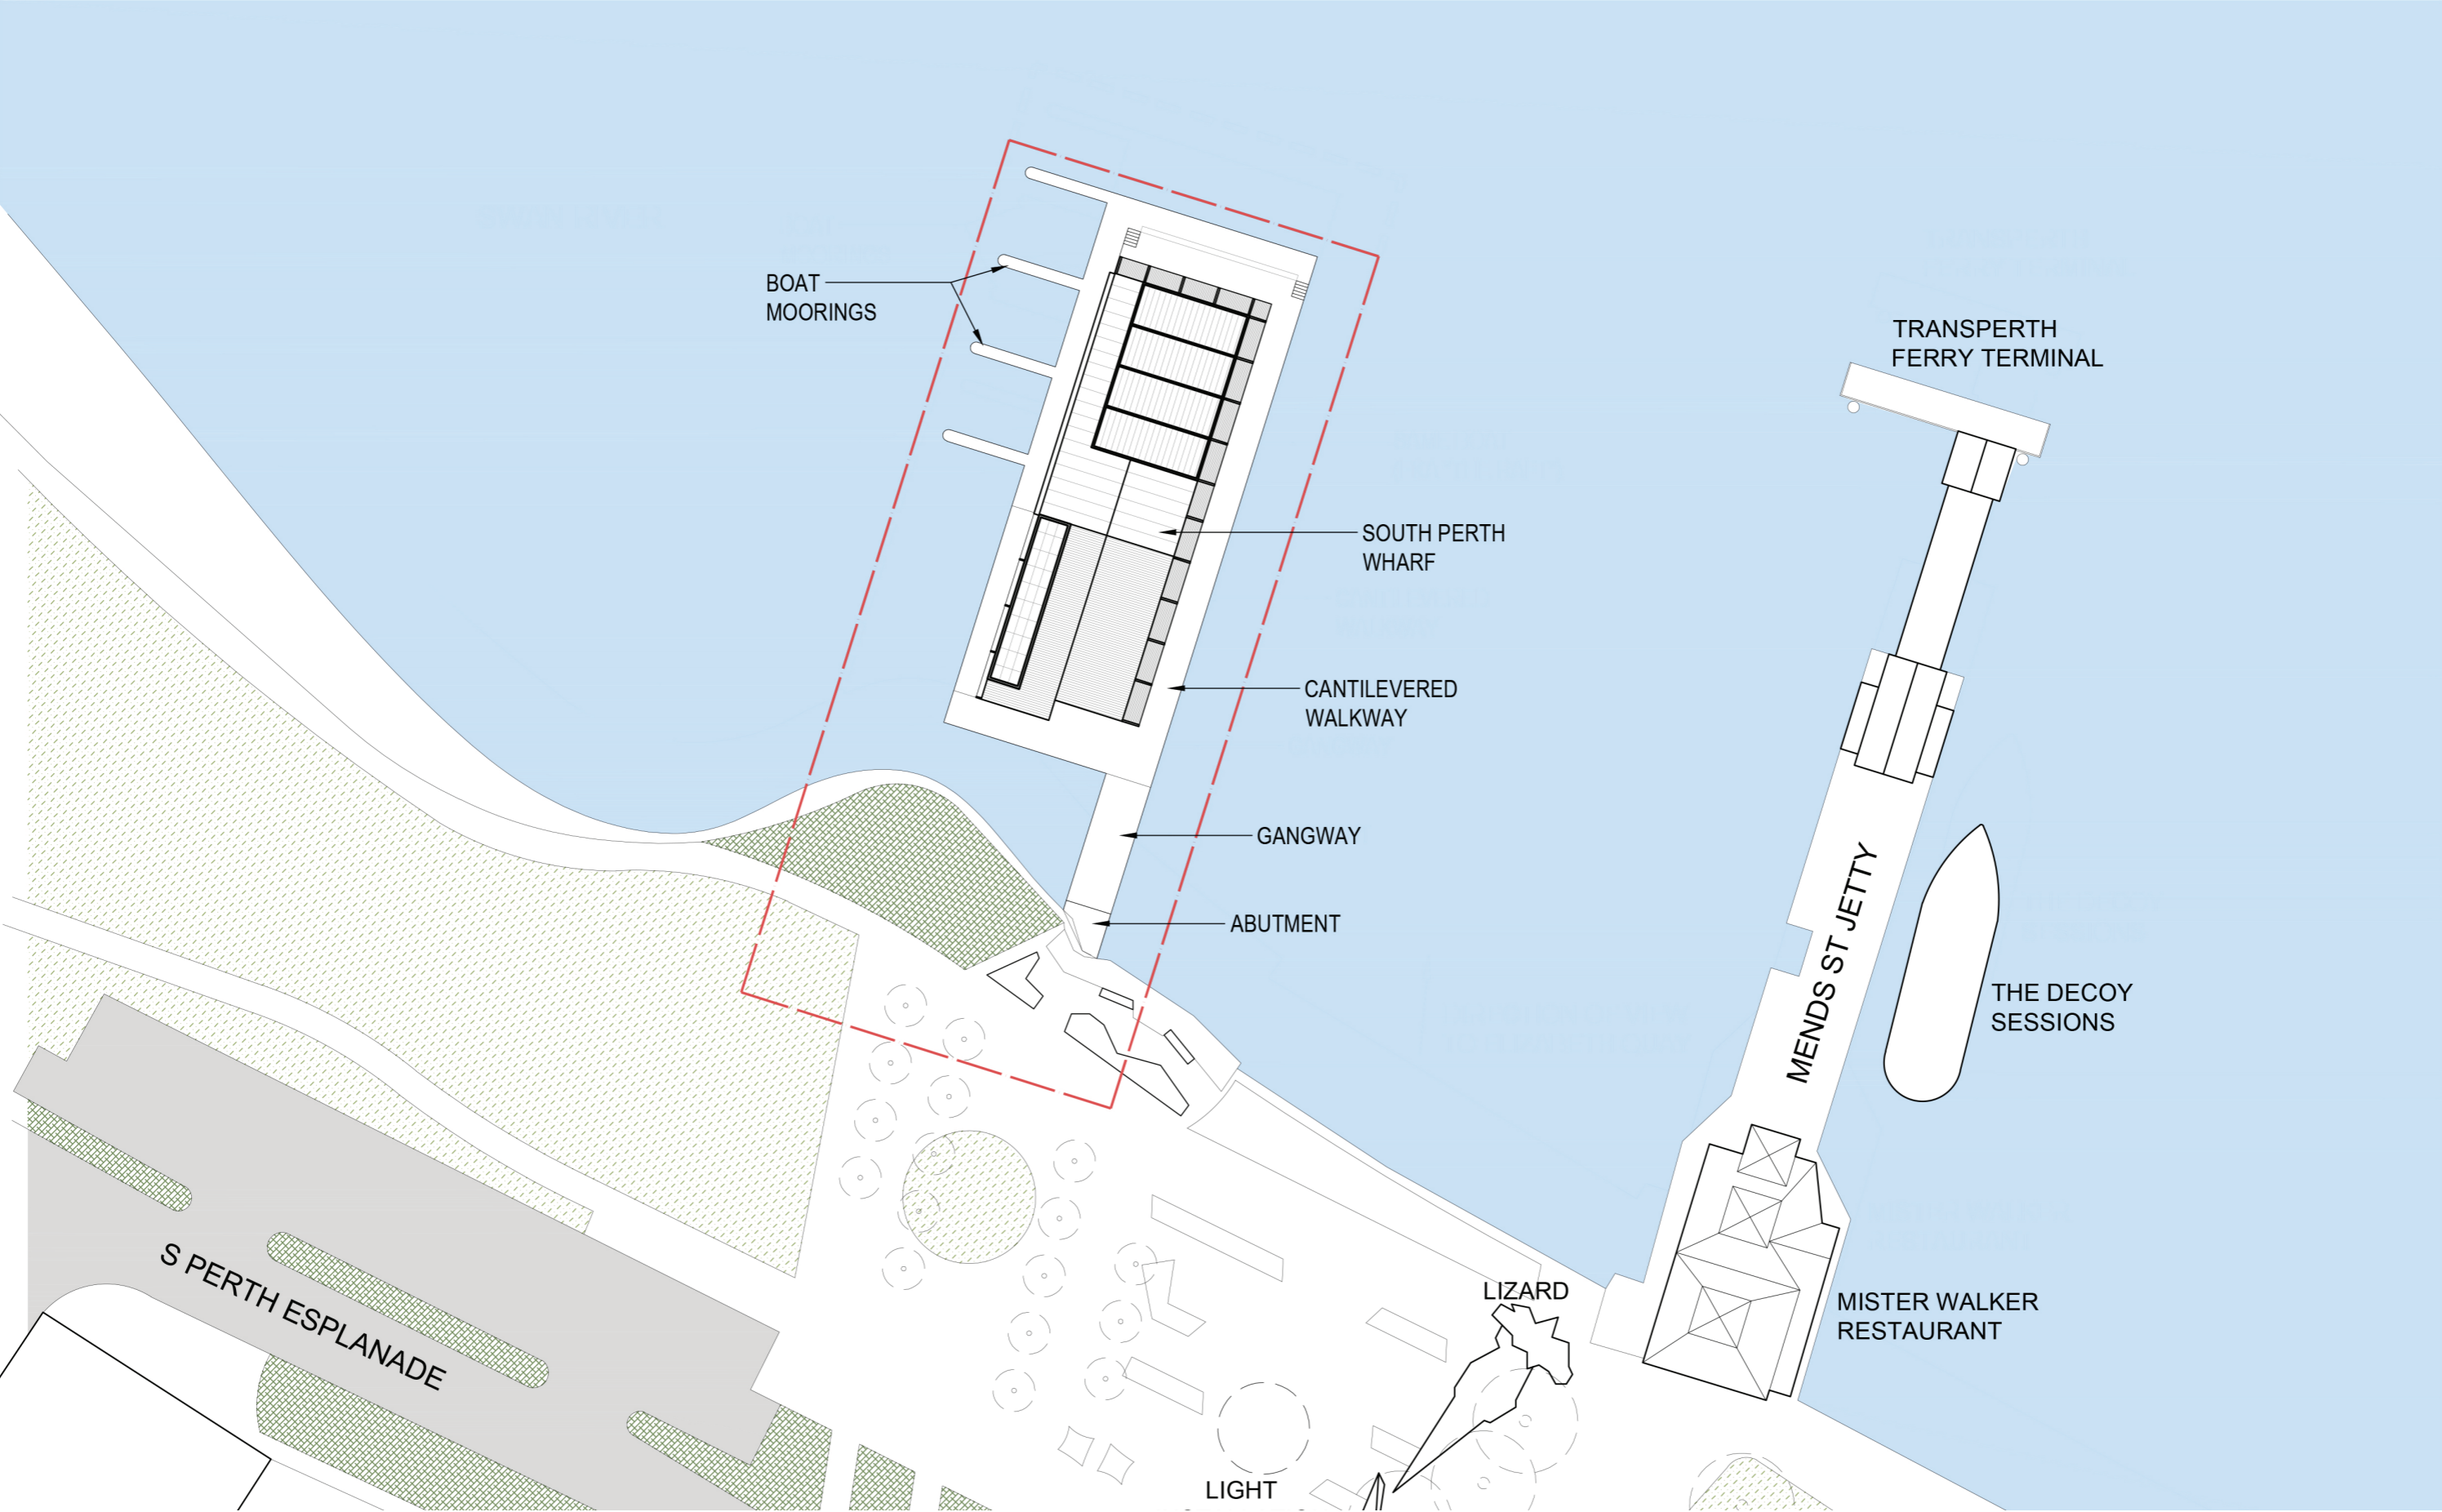 BOAT
MOORINGS
TRANSPERTH
FERRY TERMINAL
SOUTH PERTH
WHARF
CANTILEVERED
WALKWAY
GANGWAY
ABUTMENT
MENDS ST JETTY
THE DECOY
SESSIONS
S PERTH ESPLANADE
LIZARD
MISTER WALKER
RESTAURANT
LIGHT